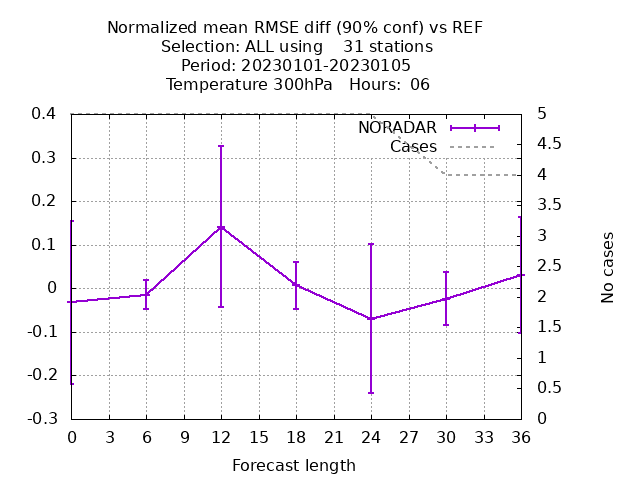 Normalized mean RMSE diff (90% conf) vs REF
Selection: ALL using    31 stations
Period: 20230101-20230105
Temperature 300hPa   Hours:  06
NORADAR
Cases
0.4
0.3
0.2
0.1
0
-0.1
-0.2
-0.3
5
4.5
4
3.5
3
2.5
2
1.5
1
0.5
0
No cases
0 3 6 9 12 15 18 21 24 27 30 33 36
Forecast length